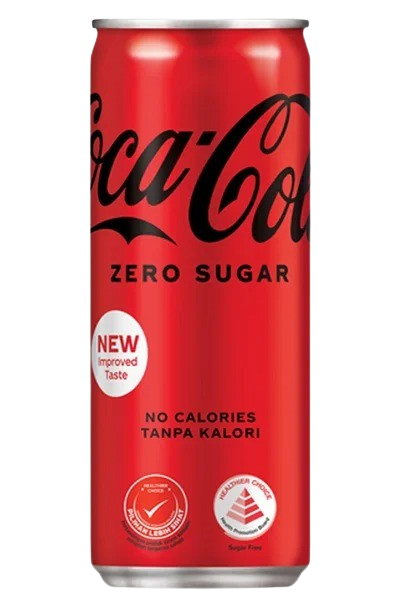 Coca-Cola
ZERO SUGAR
NEW
Improved
Taste
NO CALORIES
TANPA KALORI
HEALTHIER
CHOICE
PILIHAN LEBIH SIHAT
HEALTHIER CHOICE
Health Promotion Board
Sugar Free